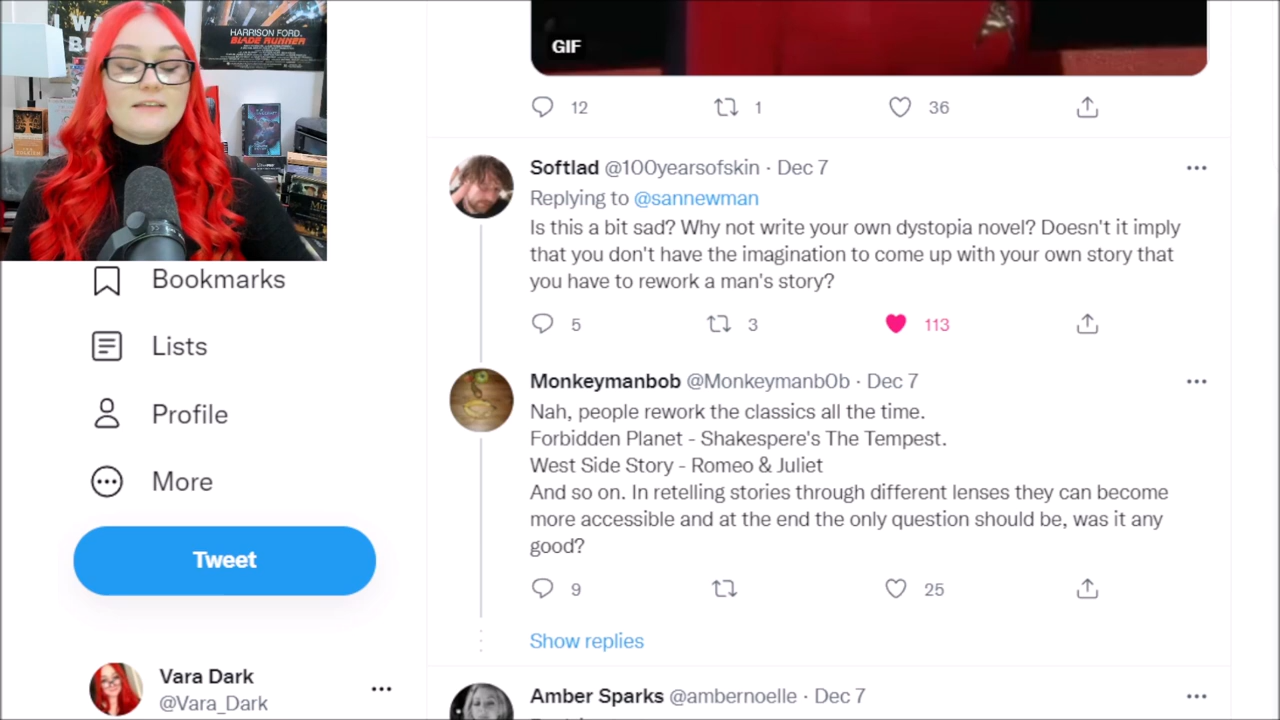 HARRISON FORD.
BLADE RUNNER
GIF
12 1 36
Softlad @100yearsofskin · Dec 7
Replying to @sannewman
Is this a bit sad? Why not write your own dystopia novel? Doesn't it imply
that you don't have the imagination to come up with your own story that
you have to rework a man's story?
5 3 113
Monkeymanbob @Monkeymanb0b · Dec 7
Nah, people rework the classics all the time.
Forbidden Planet - Shakespere's The Tempest.
West Side Story - Romeo & Juliet
And so on. In retelling stories through different lenses they can become
more accessible and at the end the only question should be, was it any
good?
9 25
Show replies
Amber Sparks @ambernoelle · Dec 7
Bookmarks
Lists
Profile
More
Tweet
Vara Dark
@Vara_Dark